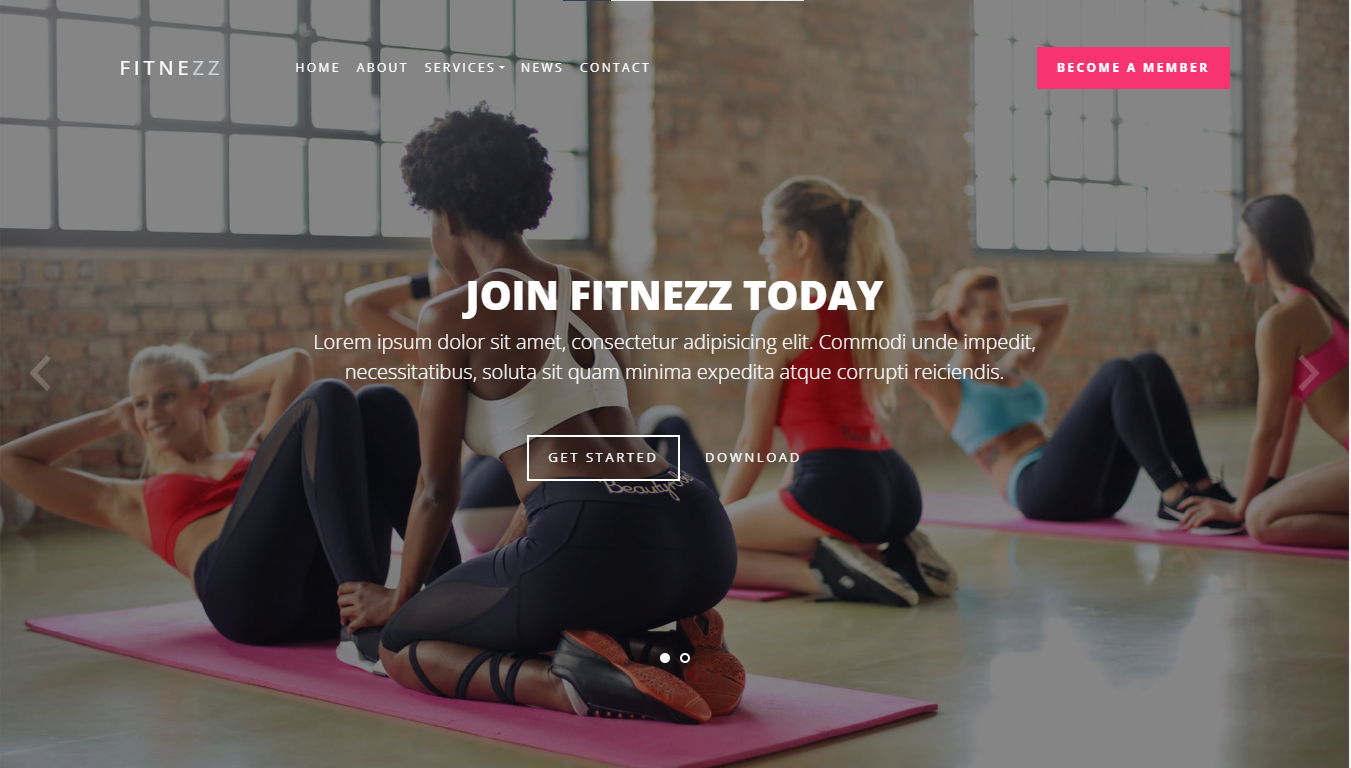 FITNEZZ
HOME ABOUT SERVICES NEWS CONTACT
BECOME A MEMBER
JOIN FITNEZZ TODAY
Lorem ipsum dolor sit amet, consectetur adipisicing elit. Commodi unde impedit,
necessitatibus, soluta sit quam minima expedita atque corrupti reiciendis.
GET STARTED
DOWNLOAD